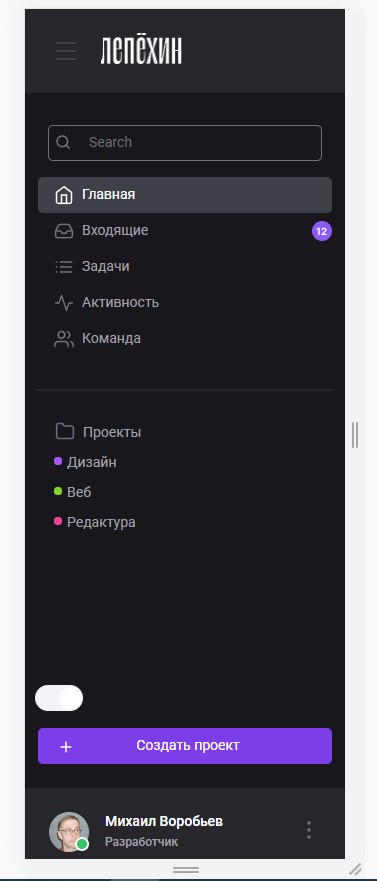 лепёхин
Search
Главная
Входящие
12
Задачи
Активность
Команда
Проекты
Дизайн
Веб
Редактура
+ Создать проект
Михаил Воробьев
Разработчик